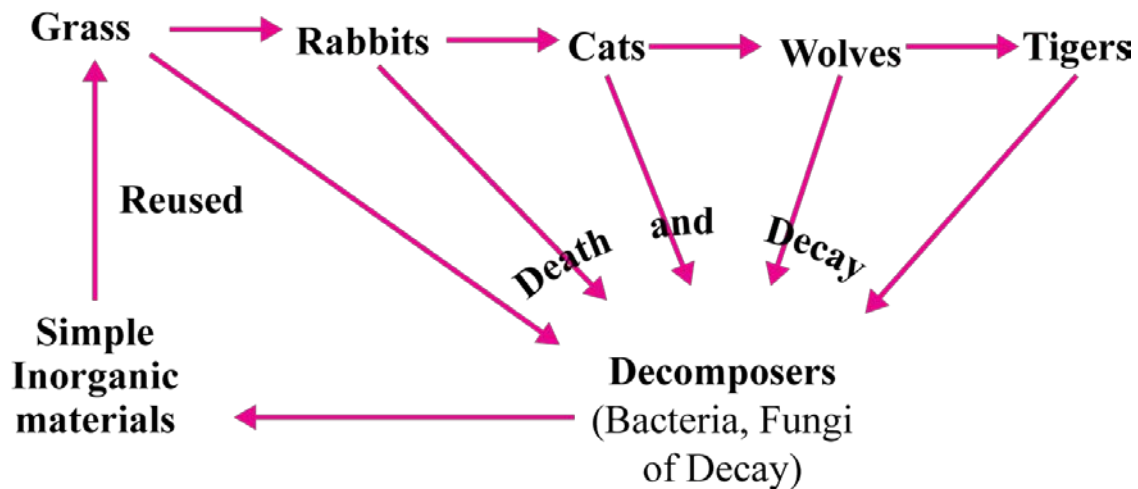 Grass
Rabbits
Cats
Wolves
Tigers
Reused
Death and Decay
Simple
Inorganic
materials
Decomposers
(Bacteria, Fungi
of Decay)